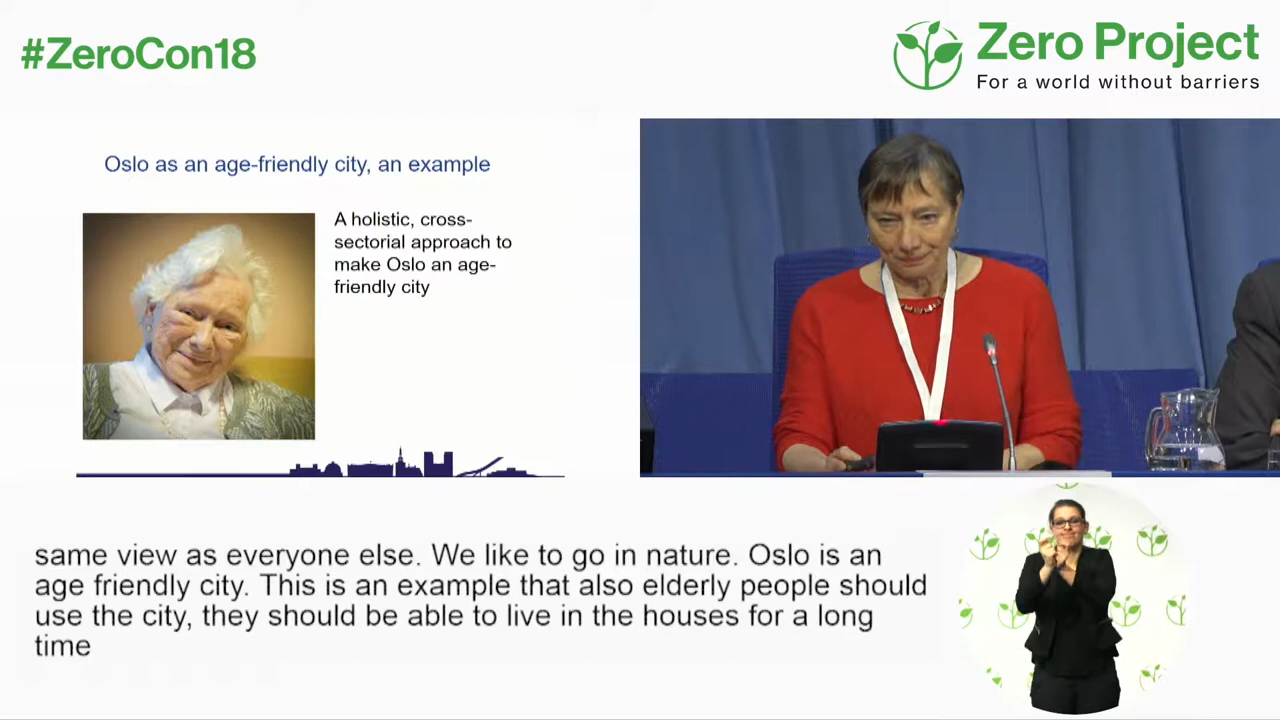 #ZeroCon18
Zero Project
For a world without barriers
Oslo as an age-friendly city, an example
A holistic, cross-
sectorial approach to
make Oslo an age-
friendly city
same view as everyone else. We like to go in nature. Oslo is an
age friendly city. This is an example that also elderly people should
use the city, they should be able to live in the houses for a long
time